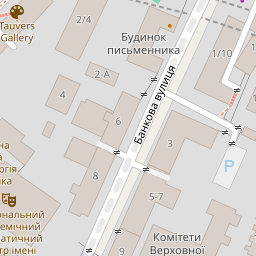 Tauvers
Gallery
2/4
Будинок
письменника
1/10
2-А
4
Банкова вулиця
6
3
P
8
5-7
9
Комітети
Верховної